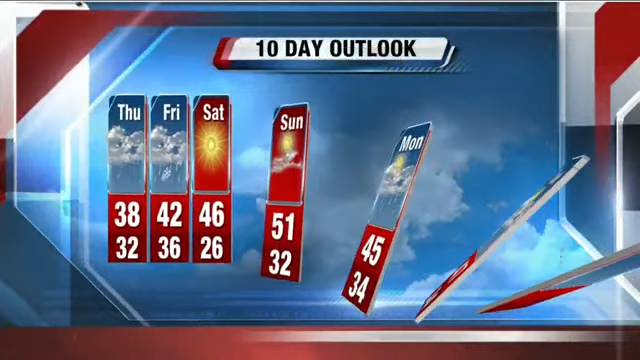 10 DAY OUTLOOK
Thu Fri Sat Sun Mon
38 42 46 51 45
32 36 26 32 34